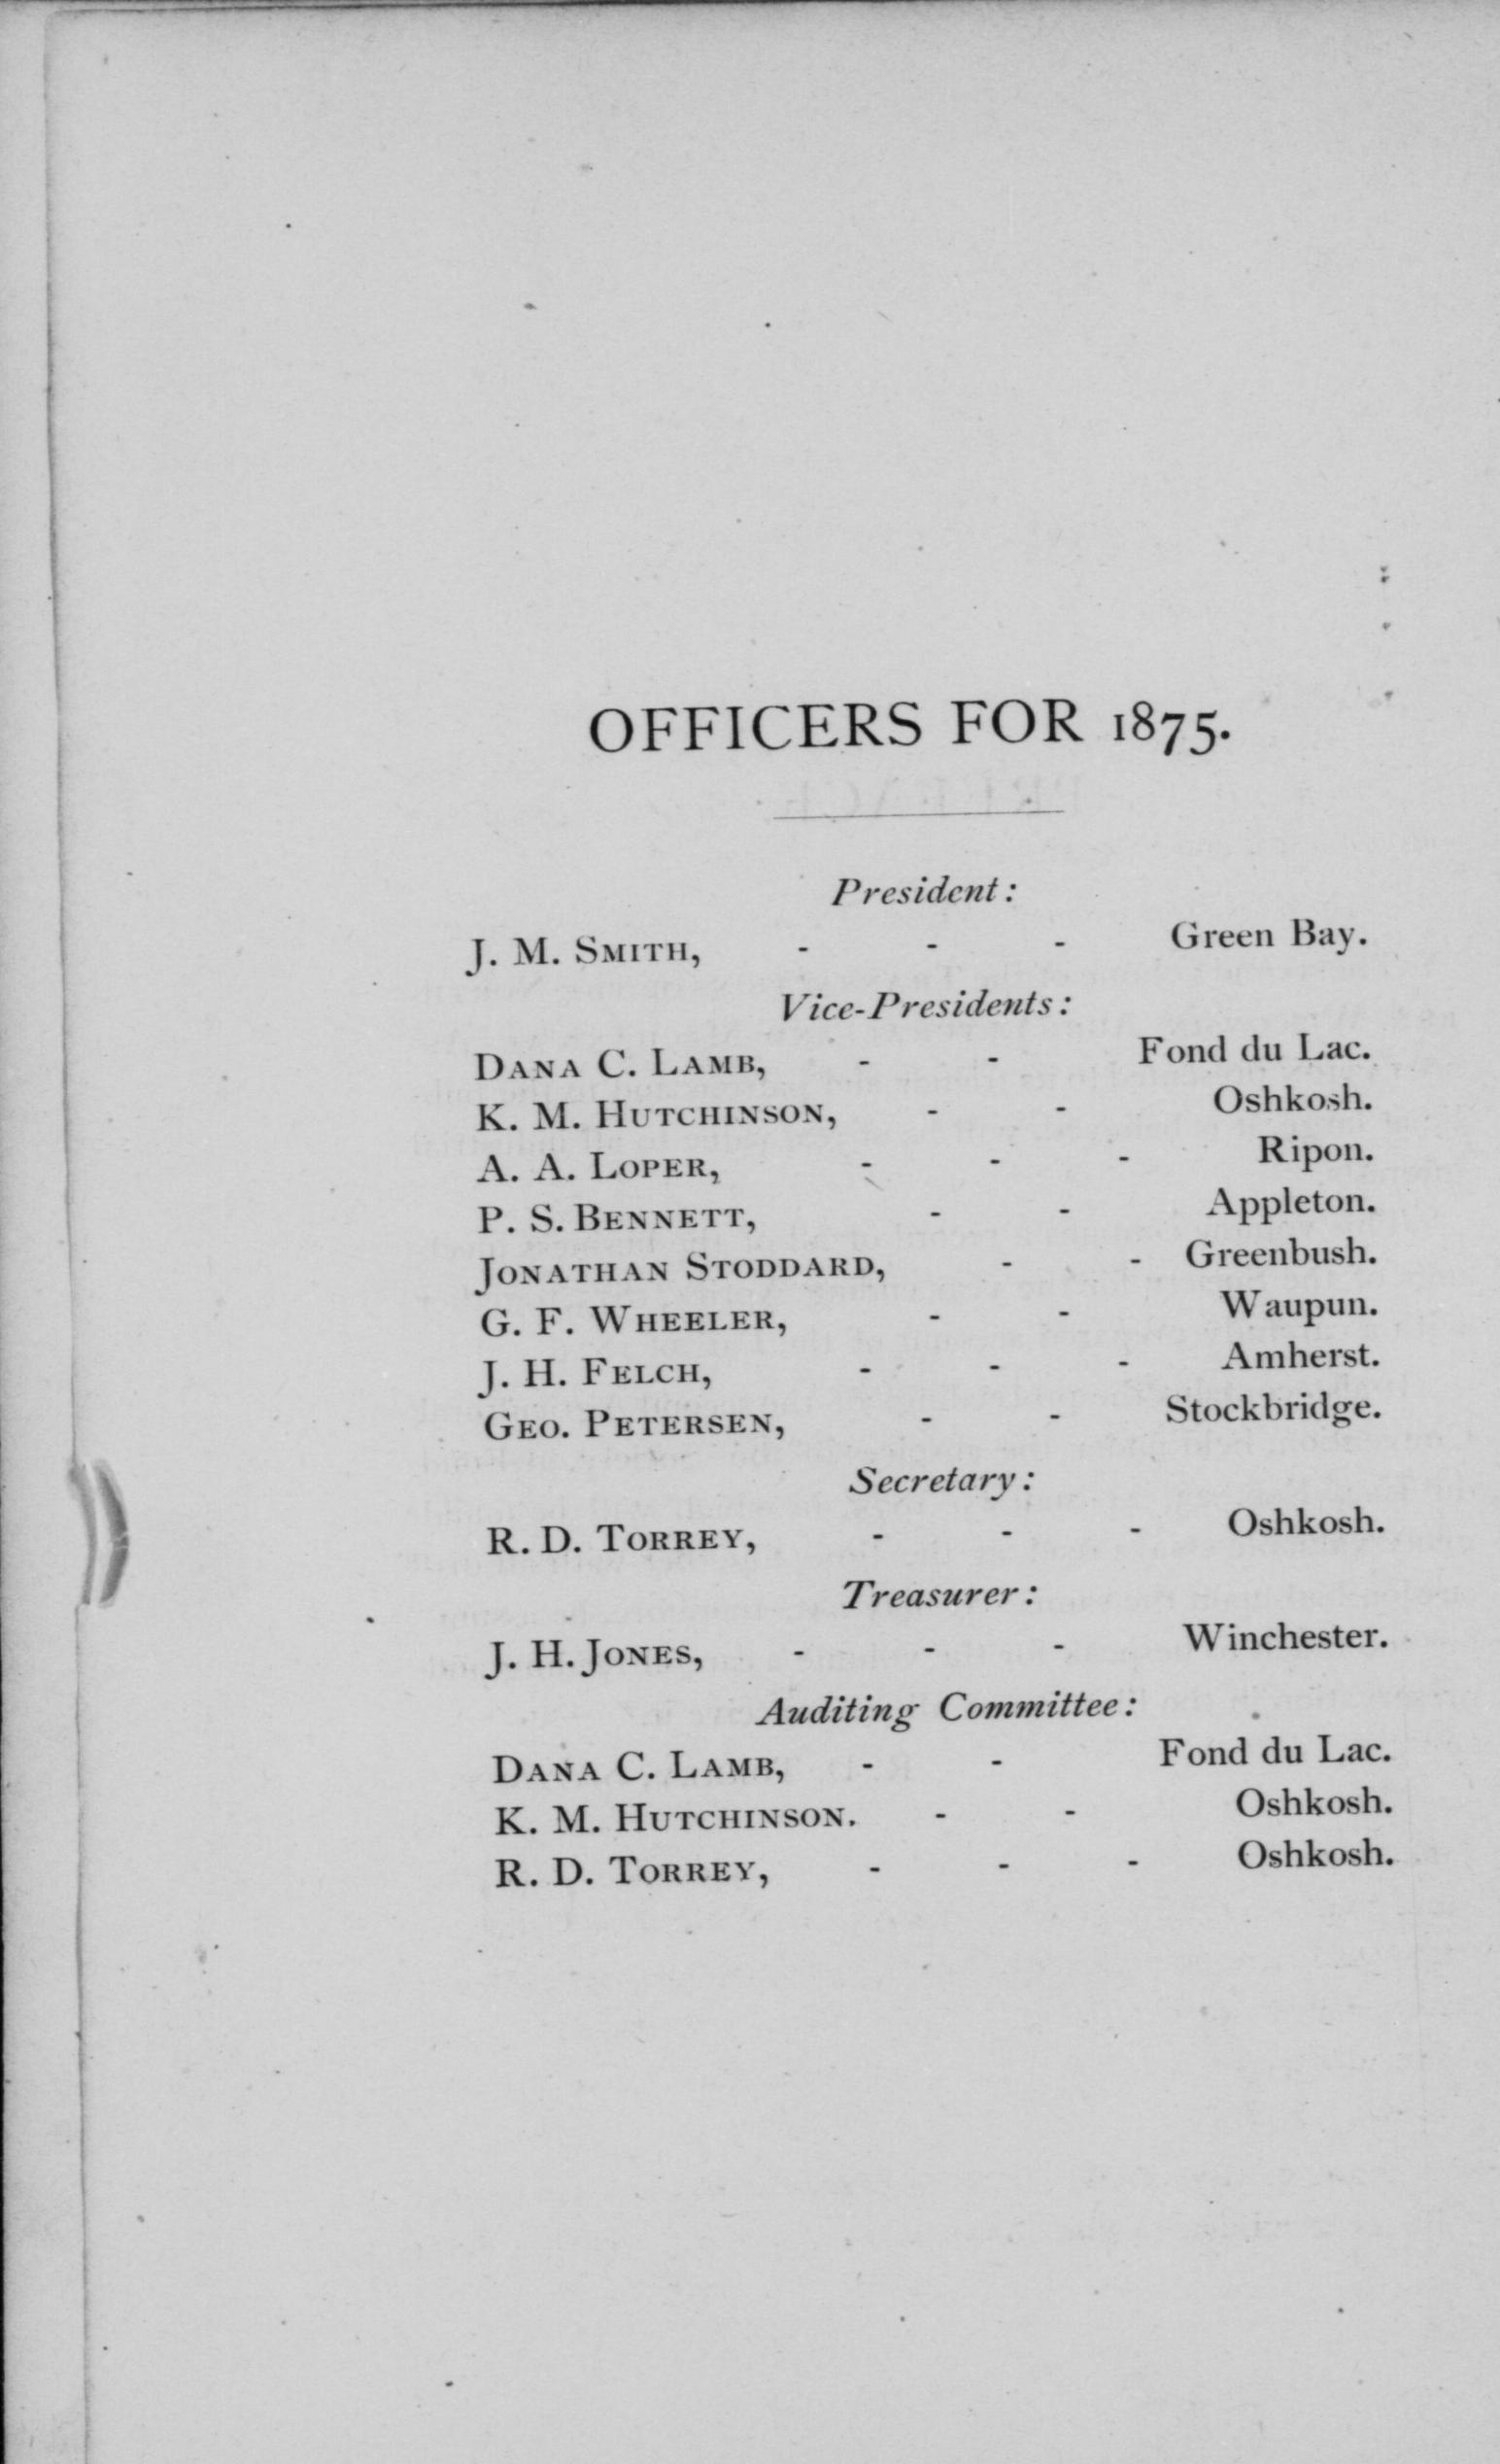 OFFICERS FOR 1875.
President:
J. M. SMITH, - - - Green Bay.
Vice-Presidents:
DANA C. LAMB, - - Fond du Lac.
K. M. HUTCHINSON, - - Oshkosh.
A. A. LOPER, - - - Ripon.
P. S. BENNETT, - - Appleton.
JONATHAN STODDARD, - - Greenbush.
G. F. WHEELER, - - Waupun.
J. H. FELCH, - - - Amherst.
GEO. PETERSEN, - - Stockbridge.
Secretary:
R. D. TORREY, - - - Oshkosh.
Treasurer:
J. H. JONES, - - - Winchester.
Auditing Committee:
DANA C. LAMB, - - Fond du Lac.
K. M. HUTCHINSON. - - Oshkosh.
R. D. TORREY, - - - Oshkosh.